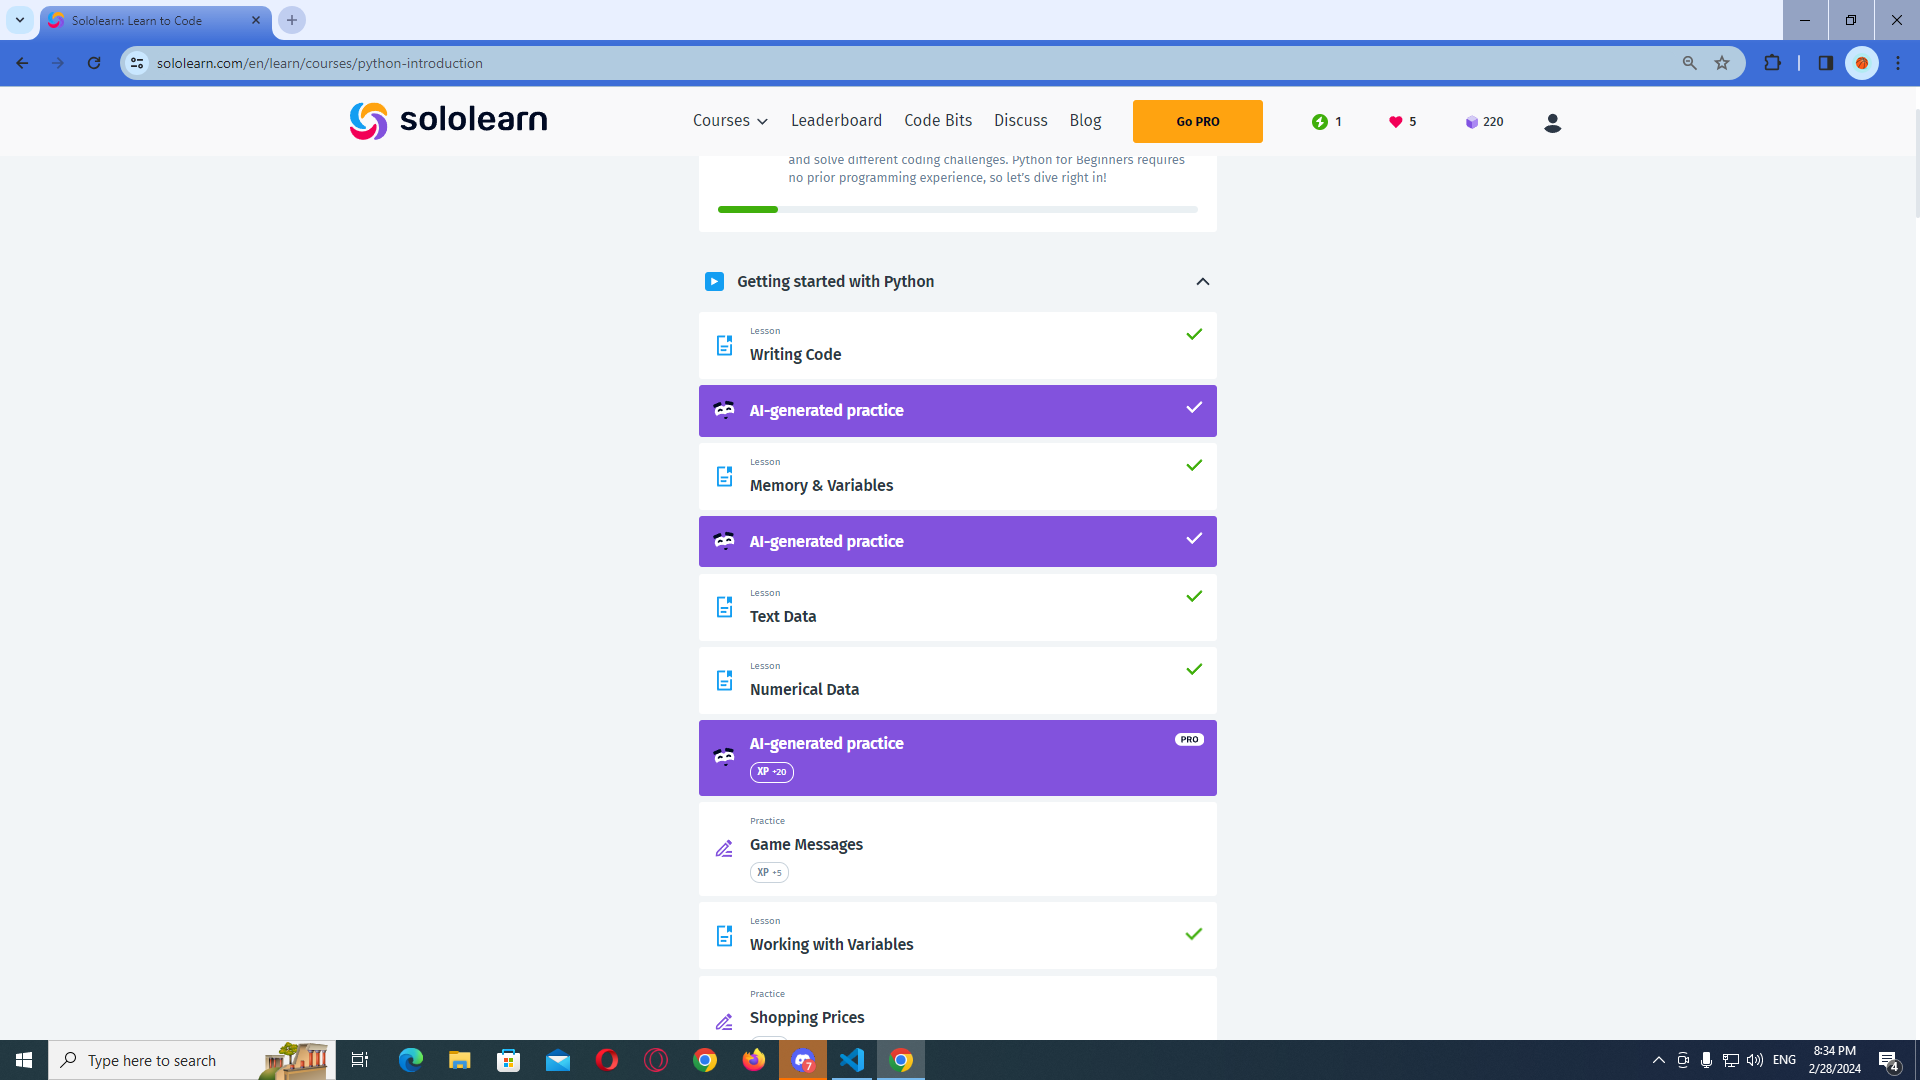 Sololearn: Learn to Code
sololearn.com/en/learn/courses/python-introduction
sololearn
Courses
Leaderboard
Code Bits
Discuss
Blog
Go PRO
1
5
220
and solve different coding challenges. Python for Beginners requires
no prior programming experience, so let's dive right in!
Getting started with Python
Lesson
Writing Code
AI-generated practice
Lesson
Memory & Variables
AI-generated practice
Lesson
Text Data
Lesson
Numerical Data
AI-generated practice
PRO
XP +20
Practice
Game Messages
XP +5
Lesson
Working with Variables
Practice
Shopping Prices
Type here to search
7
ENG
8:34 PM
2/28/2024
4